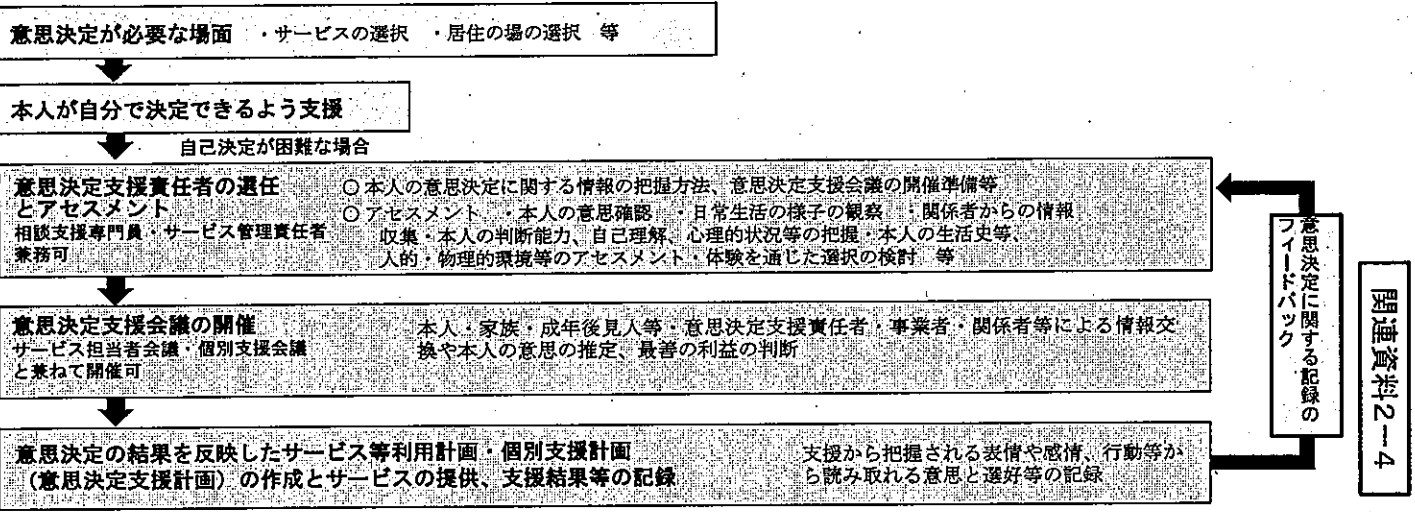 意思決定が必要な場面　・サービスの選択　・居住の場の選択　等
本人が自分で決定できるよう支援
自己決定が困難な場合
意思決定支援責任者の選任
とアセスメント
相談支援専門員・サービス管理責任者
兼務可
○本人の意思決定に関する情報の把握方法、意思決定支援会議の開催準備等
○アセスメント　・本人の意思確認　・日常生活の様子の観察　・関係者からの情報
収集・本人の判断能力、自己理解、心理的状況等の把握・本人の生活史等、
人的・物理的環境等のアセスメント・体験を通じた選択の検討　等
意思決定支援会議の開催
サービス担当者会議・個別支援会議
と兼ねて開催可
本人・家族・成年後見人等・意思決定支援責任者・事業者・関係者等による情報交
換や本人の意思の推定、最善の利益の判断
意思決定の結果を反映したサービス等利用計画・個別支援計画
（意思決定支援計画）の作成とサービスの提供、支援結果等の記録
支援から把握される表情や感情、行動等か
ら読み取れる意思と選好等の記録
意思決定に関する記録の
フィードバック
関連資料2―4